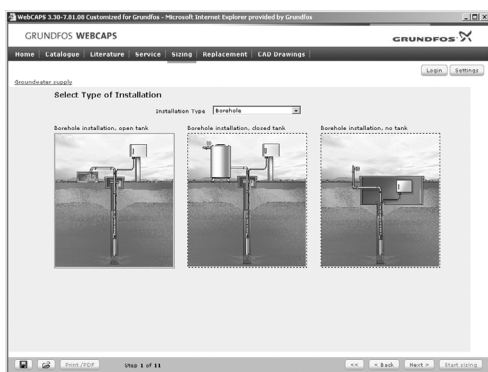 WebCAPS 3.30-7.81.08 Customized for Grundfos - Microsoft Internet Explorer provided by Grundfos
GRUNDFOS WEBCAPS
GRUNDFOS
Home Catalogue Literature Service Sizing Replacement CAD Drawings
Login Settings
Groundwater supply
Select Type of Installation
Installation Type Borehole
Borehole installation, open tank Borehole installation, closed tank Borehole installation, no tank
Print/PDF Step 1 of 11 << < Back Next > Start sizing